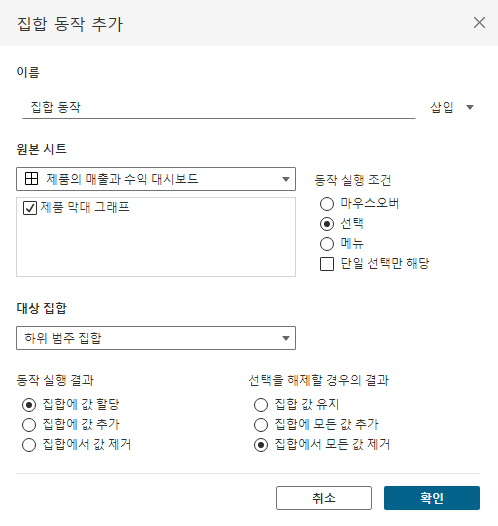 집합 동작 추가
이름
집합 동작
삽입
원본 시트
제품의 매출과 수익 대시보드
제품 막대 그래프
동작 실행 조건
마우스오버
선택
메뉴
단일 선택만 해당
대상 집합
하위 범주 집합
동작 실행 결과
집합에 값 할당
집합에 값 추가
집합에서 값 제거
선택을 해제할 경우의 결과
집합 값 유지
집합에 모든 값 추가
집합에서 모든 값 제거
취소
확인